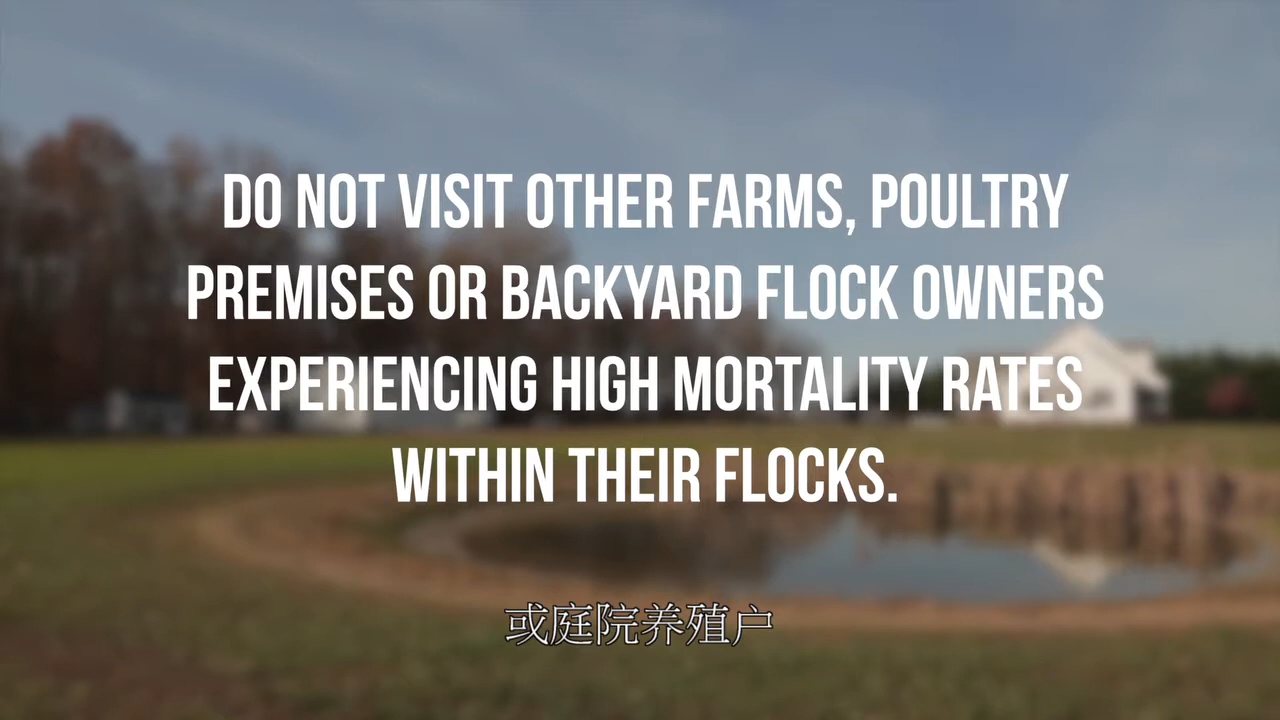 DO NOT VISIT OTHER FARMS, POULTRY
PREMISES OR BACKYARD FLOCK OWNERS
EXPERIENCING HIGH MORTALITY RATES
WITHIN THEIR FLOCKS.
或庭院养殖户